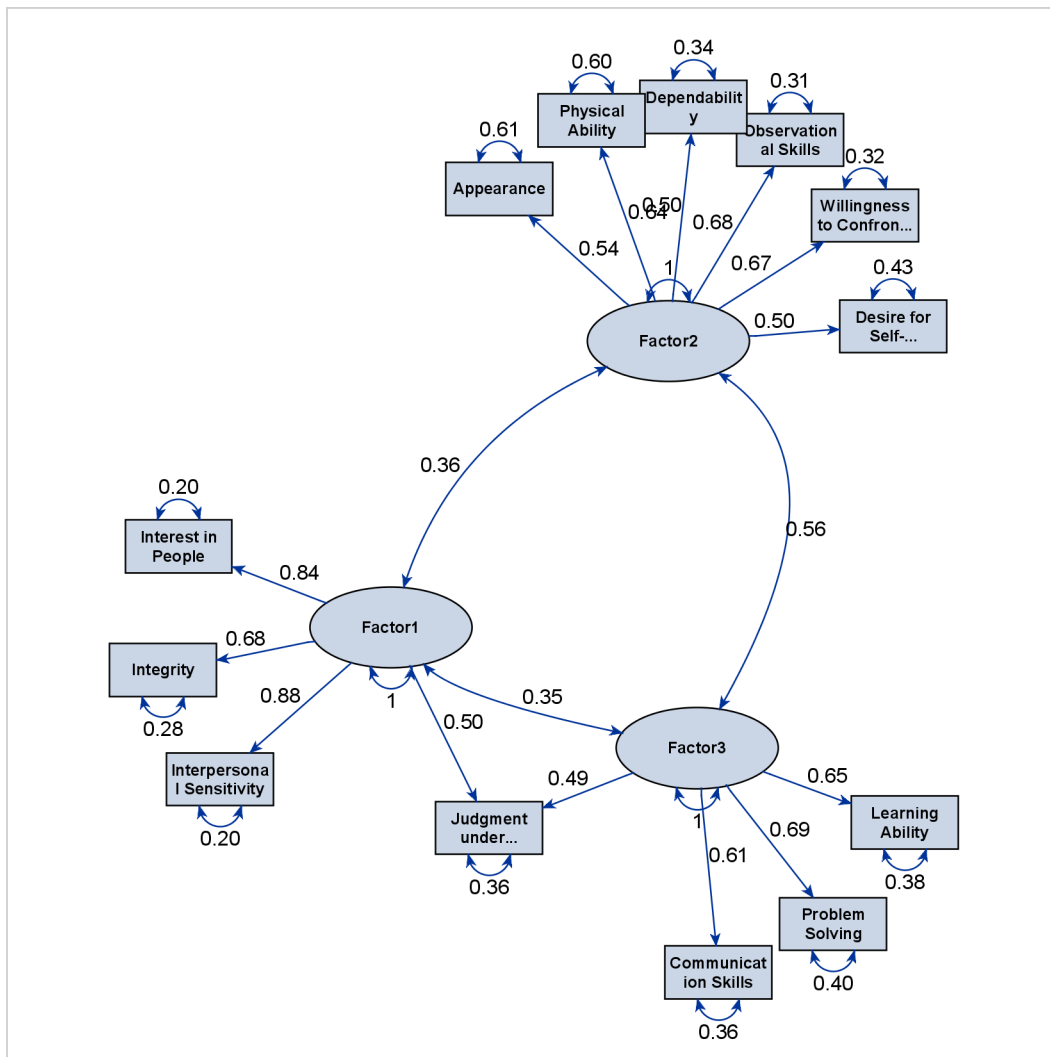 0.34
0.60
Dependabilit
y
0.31
Physical
Ability
Observation
al Skills
0.61
0.32
Appearance
Willingness
to Confron...
0.64
0.50
0.68
0.54
0.67
1
0.43
0.50
Desire for
Self-...
Factor2
0.36
0.56
0.20
Interest in
People
0.84
Factor1
0.68
Integrity
0.88
1
0.28
0.35
0.50
Factor3
Interpersona
l Sensitivity
0.49
0.65
0.20
Judgment
under...
1
0.69
Learning
Ability
0.61
0.36
0.38
Problem
Solving
Communicat
ion Skills
0.40
0.36